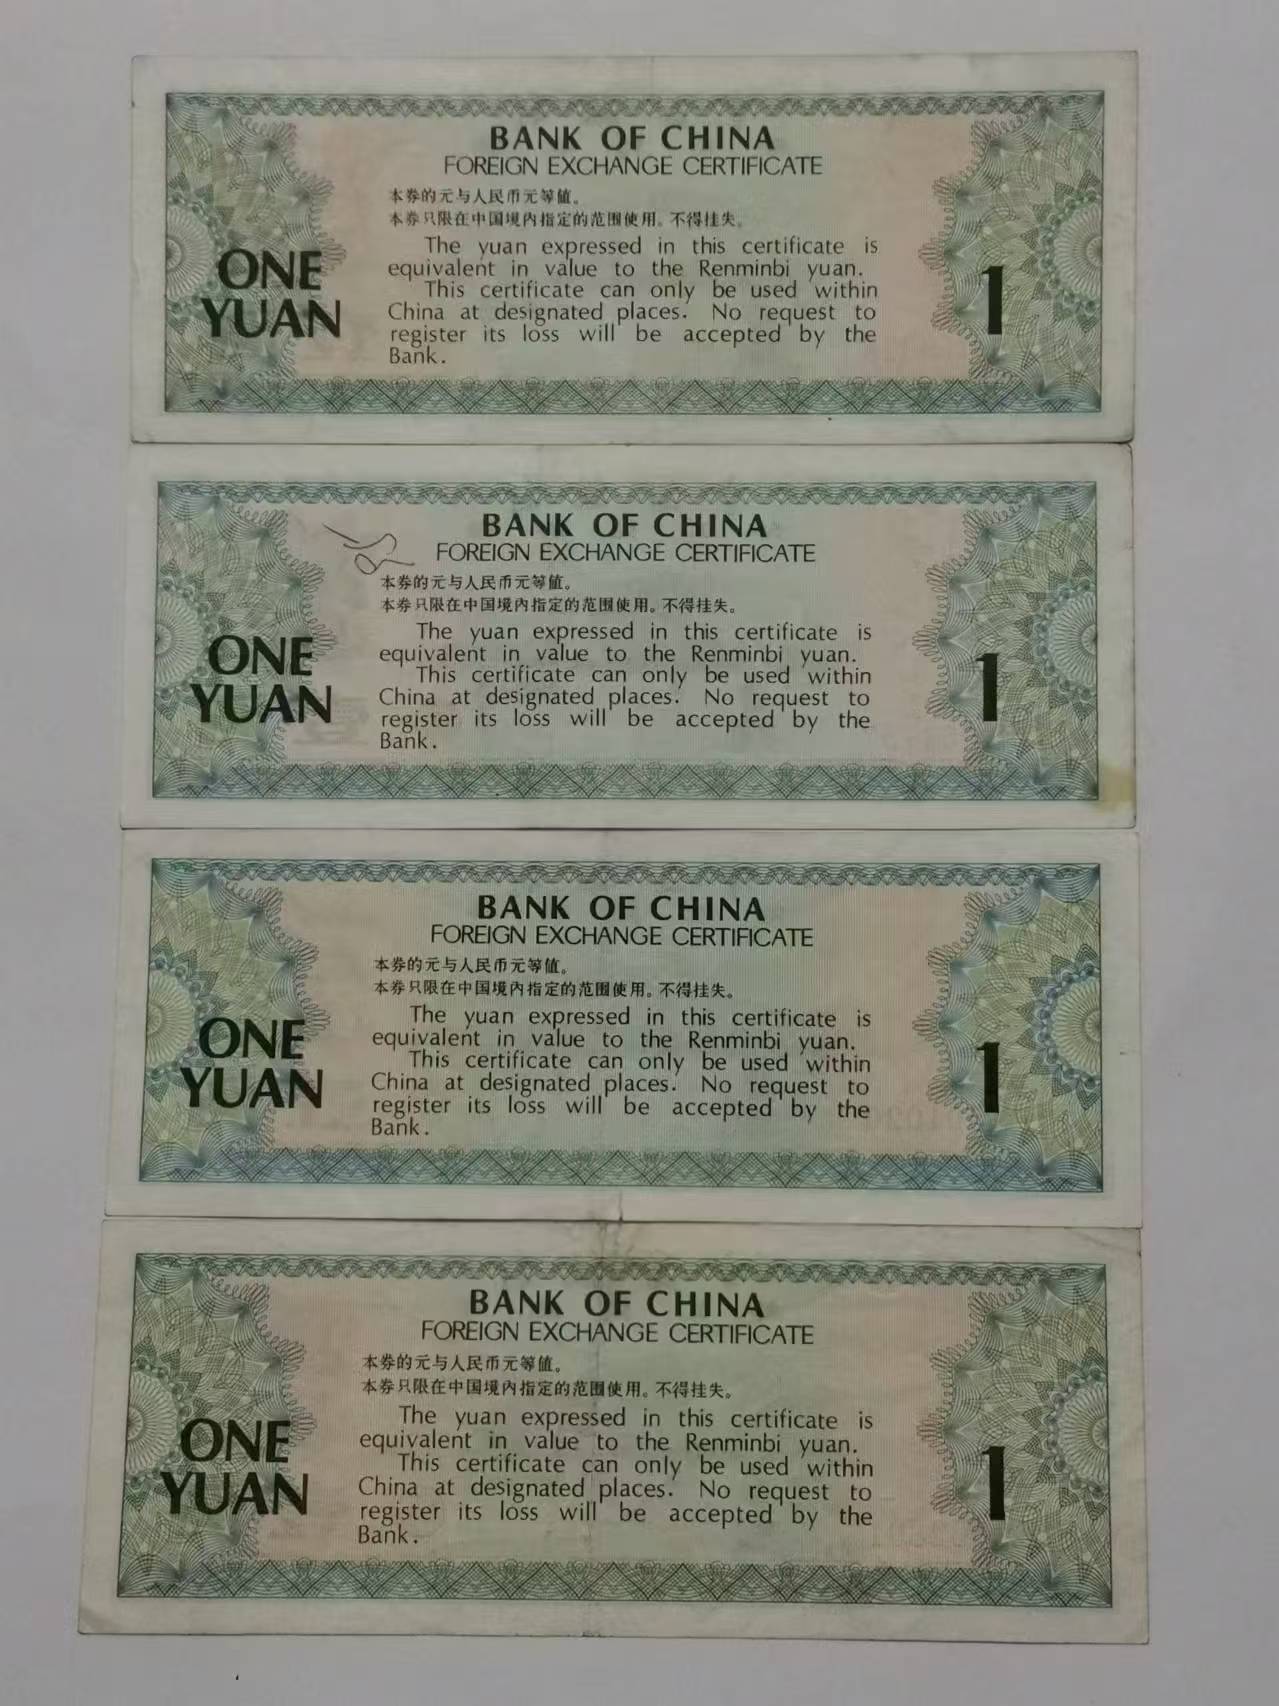 BANK OF CHINA
FOREIGN EXCHANGE CERTIFICATE
本券的元与人民币元等值。
本券只限在中国境内指定的范围使用。不得挂失。
The yuan expressed in this certificate is
equivalent in value to the Renminbi yuan.
This certificate can only be used within
China at designated places. No request to
register its loss will be accepted by the
Bank.
ONE
YUAN
1
BANK OF CHINA
FOREIGN EXCHANGE CERTIFICATE
本券的元与人民币元等值。
本券只限在中国境内指定的范围使用。不得挂失。
The yuan expressed in this certificate is
equivalent in value to the Renminbi yuan.
This certificate can only be used within
China at designated places. No request to
register its loss will be accepted by the
Bank.
ONE
YUAN
1
BANK OF CHINA
FOREIGN EXCHANGE CERTIFICATE
本券的元与人民币元等值。
本券只限在中国境内指定的范围使用。不得挂失。
The yuan expressed in this certificate is
equivalent in value to the Renminbi yuan.
This certificate can only be used within
China at designated places. No request to
register its loss will be accepted by the
Bank.
ONE
YUAN
1
BANK OF CHINA
FOREIGN EXCHANGE CERTIFICATE
本券的元与人民币元等值。
本券只限在中国境内指定的范围使用。不得挂失。
The yuan expressed in this certificate is
equivalent in value to the Renminbi yuan.
This certificate can only be used within
China at designated places. No request to
register its loss will be accepted by the
Bank.
ONE
YUAN
1